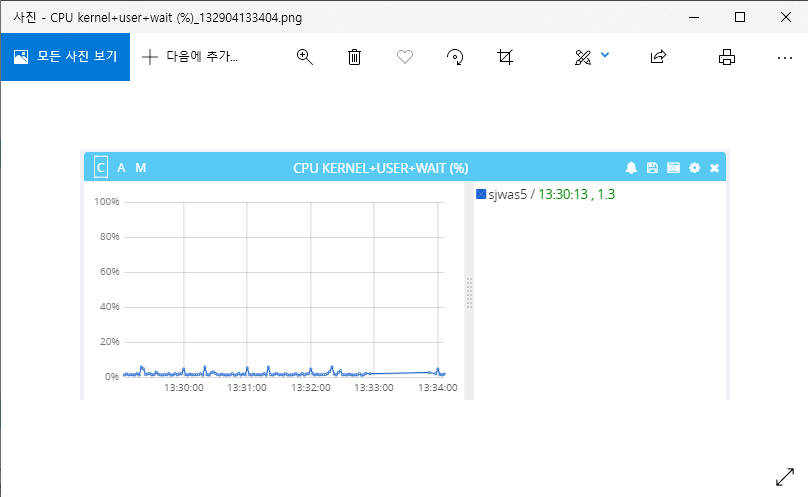 사진 - CPU kernel+user+wait (%)_132904133404.png
모든 사진 보기
다음에 추가...
C A M
CPU KERNEL+USER+WAIT (%)
sjwas5 / 13:30:13 , 1.3
100%
80%
60%
40%
20%
0%
13:30:00 13:31:00 13:32:00 13:33:00 13:34:00